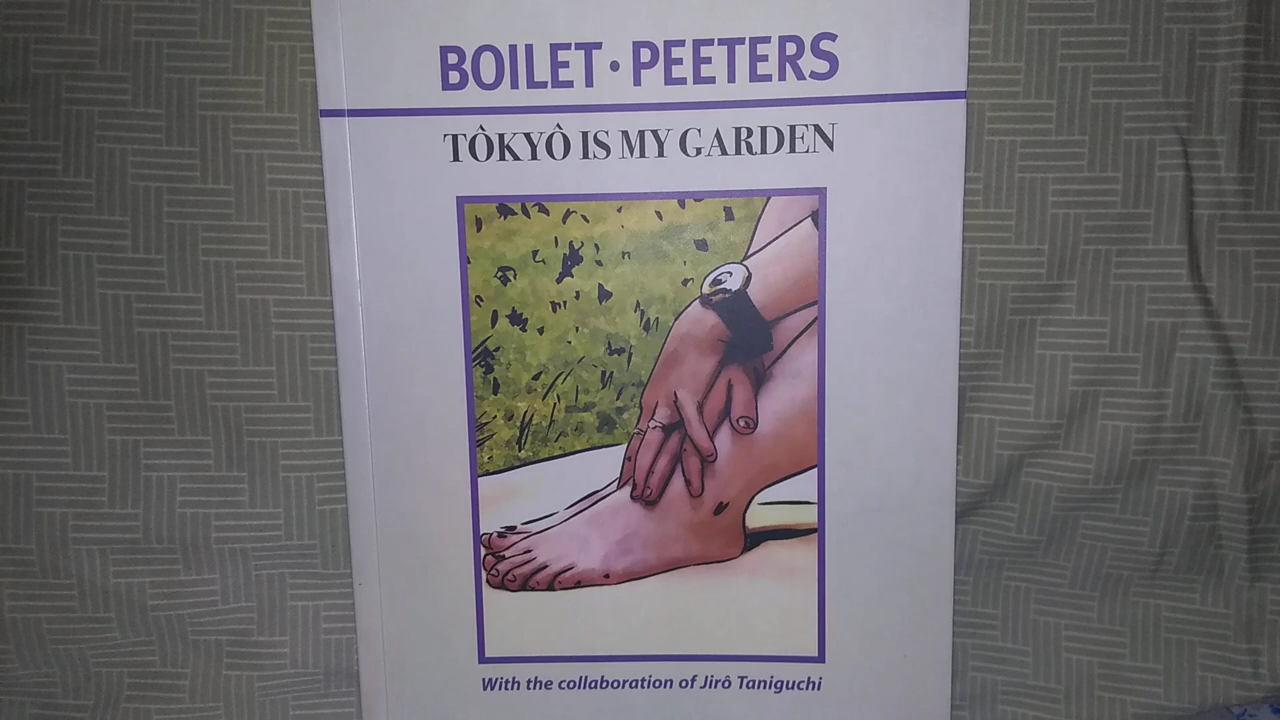 BOILET • PEETERS
TÔKYÔ IS MY GARDEN
With the collaboration of Jirô Taniguchi